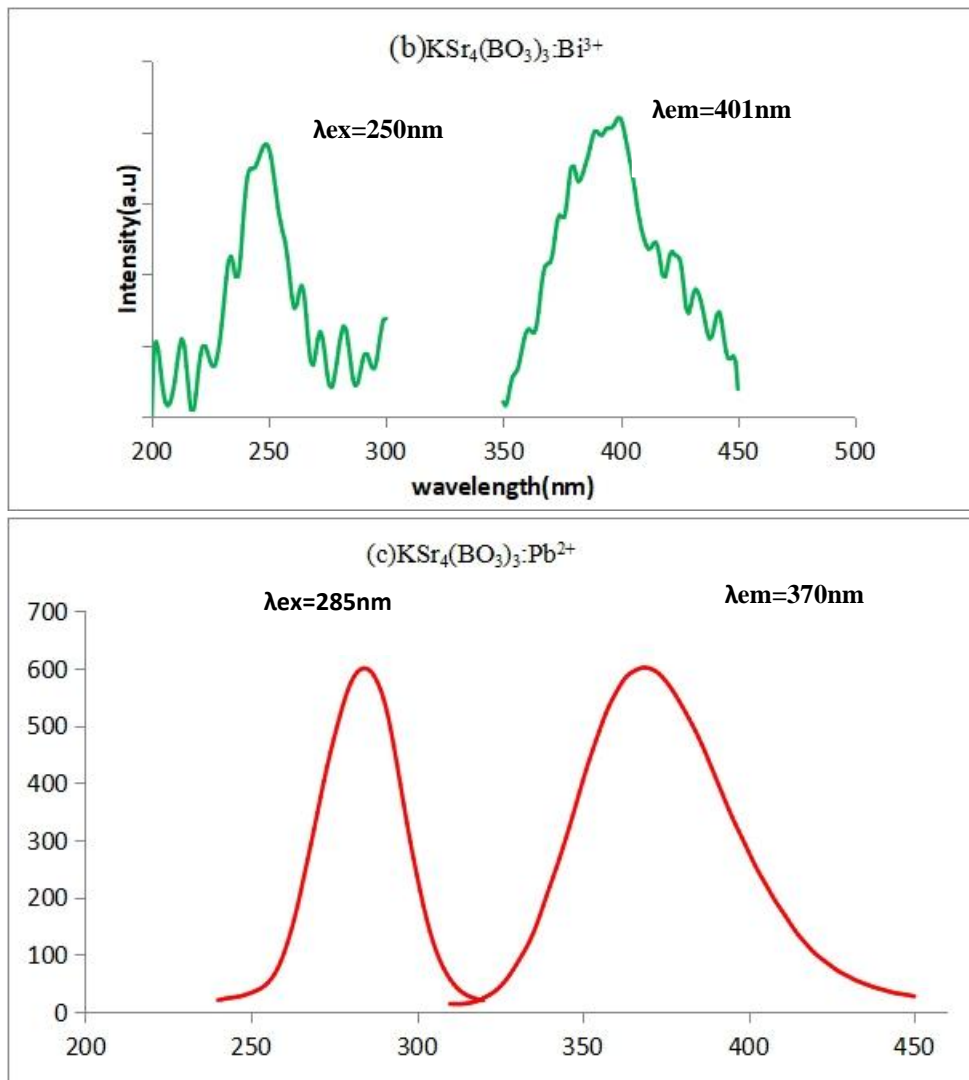 (b)KSr₄(BO₃)₃:Bi³⁺
λex=250nm
λem=401nm
Intensity(a.u)
200 250 300 350 400 450 500
wavelength(nm)
(c)KSr₄(BO₃)₃:Pb²⁺
λex=285nm
λem=370nm
700
600
500
400
300
200
100
0
200 250 300 350 400 450